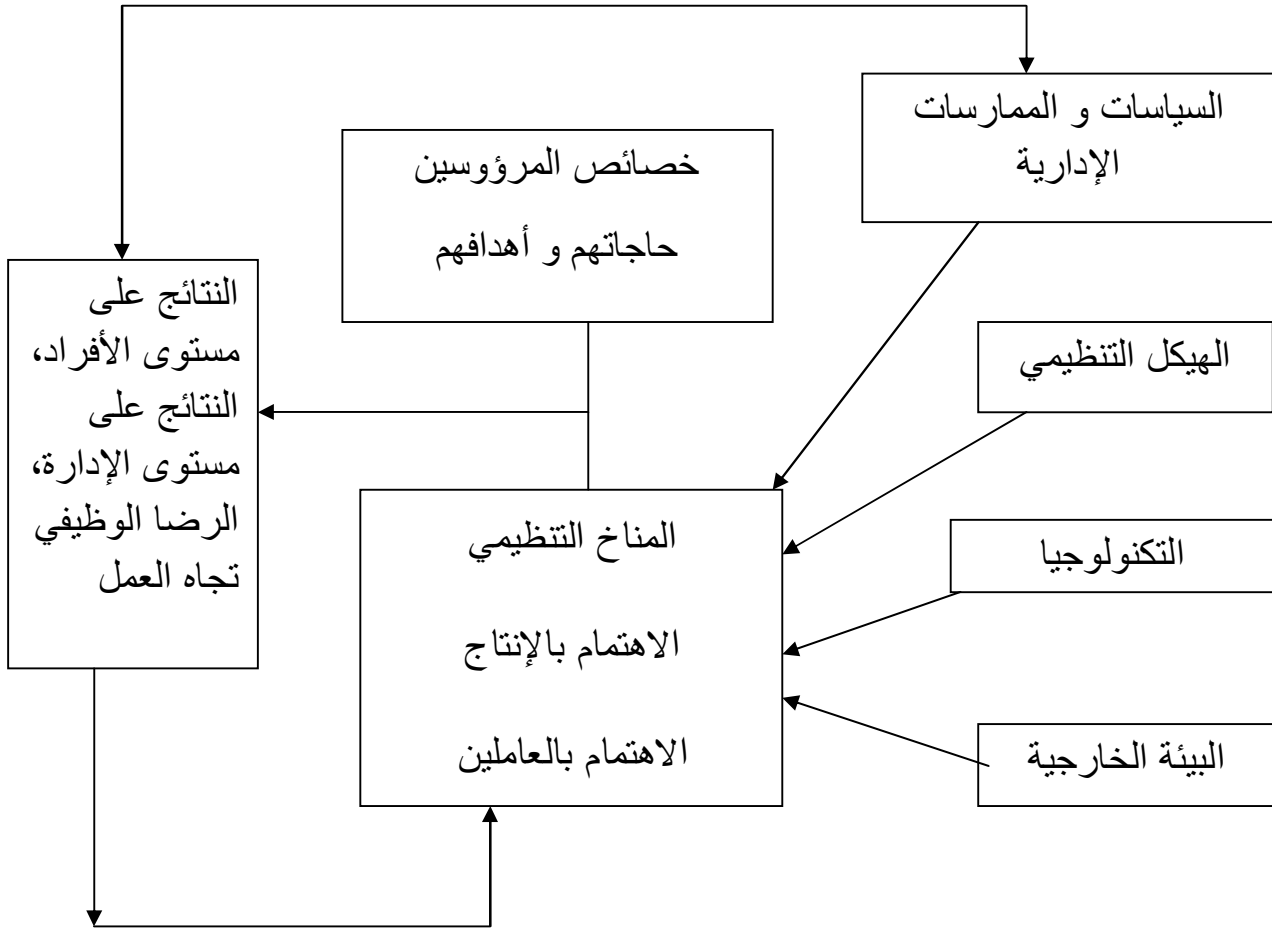 السياسات و الممارسات
الإدارية
خصائص المرؤوسين
حاجاتهم و أهدافهم
النتائج على
مستوى الأفراد،
النتائج على
مستوى الإدارة،
الرضا الوظيفي
تجاه العمل
الهيكل التنظيمي
المناخ التنظيمي
الاهتمام بالإنتاج
الاهتمام بالعاملين
التكنولوجيا
البيئة الخارجية